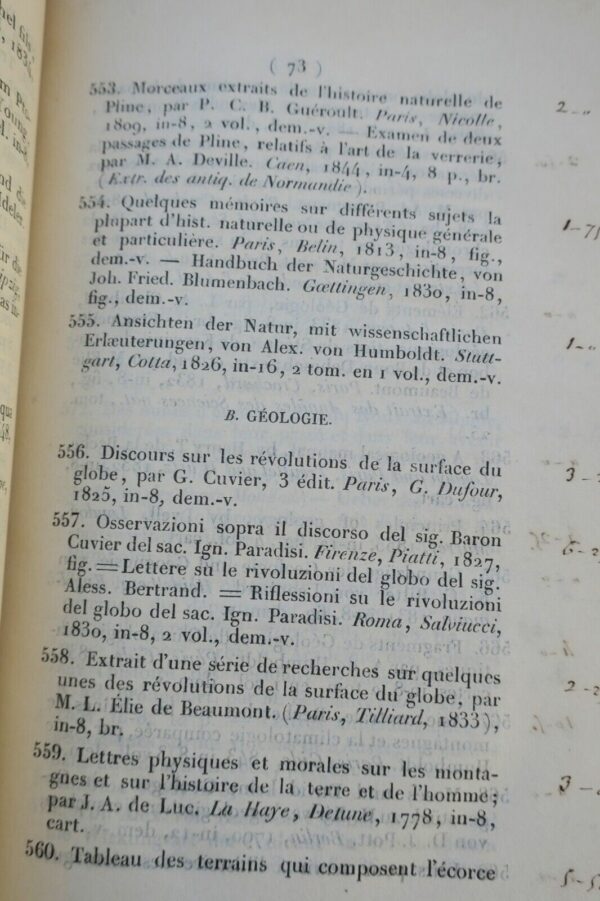 ( 73 )
553. Morceaux extraits de l'histoire naturelle de
Pline, par P. C. B. Guéroult. Paris, Nicolle,
1809, in-8, 2 vol., dem.-v. — Examen de deux
passages de Pline, relatifs à l'art de la verrerie,
par M. A. Deville. Caen, 1844, in-4, 8 p., br.
(Extr. des antiq. de Normandie).
554. Quelques mémoires sur différents sujets la
plupart d'hist. naturelle ou de physique générale
et particulière. Paris, Belin, 1813, in-8, fig.,
dem.-v. — Handbuch der Naturgeschichte, von
Joh. Fried. Blumenbach. Gœttingen, 1830, in-8,
fig., dem.-v.
555. Ansichten der Natur, mit wissenschaftlichen
Erlæuterungen, von Alex. von Humboldt. Stutt-
gart, Cotta, 1826, in-16, 2 tom. en 1 vol., dem.-v.
B. GÉOLOGIE.
556. Discours sur les révolutions de la surface du
globe, par G. Cuvier, 3 édit. Paris, G. Dufour,
1825, in-8, dem.-v.
557. Osservazioni sopra il discorso del sig. Baron
Cuvier del sac. Ign. Paradisi. Firenze, Piatti, 1827,
fig. = Lettere su le rivoluzioni del globo del sig.
Aless. Bertrand. = Riflessioni su le rivoluzioni
del globo del sac. Ign. Paradisi. Roma, Salviucci,
1830, in-8, 2 vol., dem.-v.
558. Extrait d'une série de recherches sur quelques
unes des révolutions de la surface du globe, par
M. L. Élie de Beaumont. (Paris, Tilliard, 1833),
in-8, br.
559. Lettres physiques et morales sur les monta-
gnes et sur l'histoire de la terre et de l'homme;
par J. A. de Luc. La Haye, Detune, 1778, in-8,
cart.
560. Tableau des terrains qui composent l'écorce